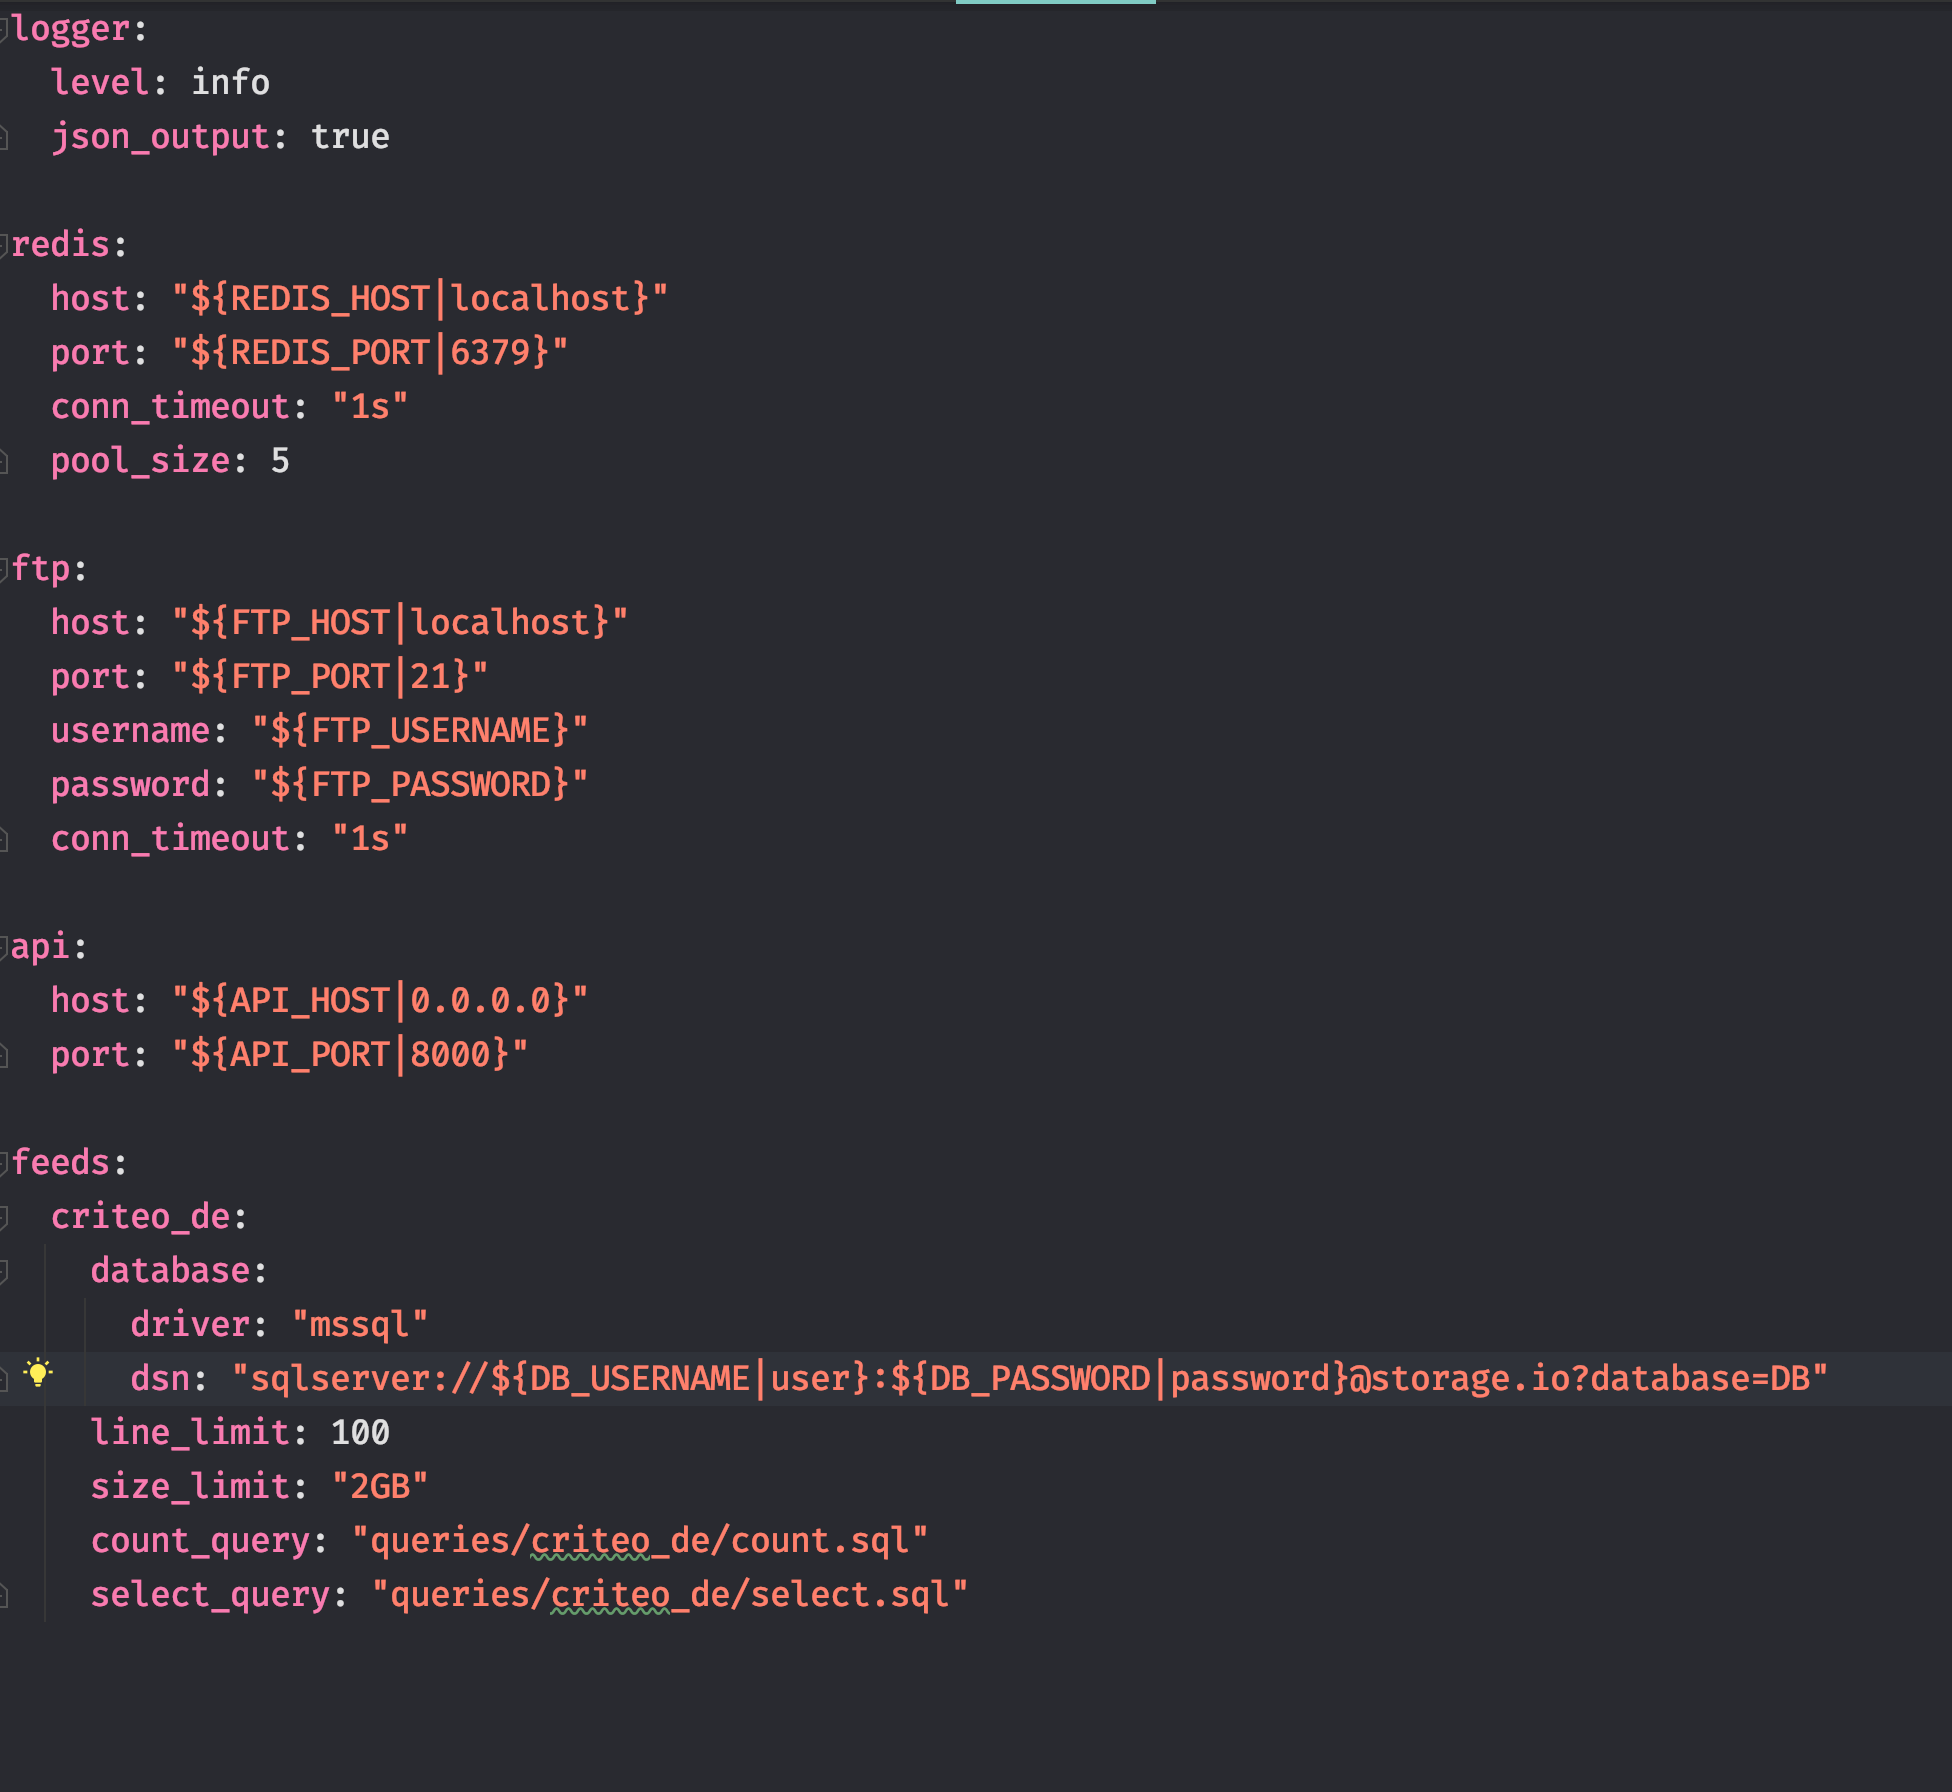 logger:
  level: info
  json_output: true

redis:
  host: "${REDIS_HOST|localhost}"
  port: "${REDIS_PORT|6379}"
  conn_timeout: "1s"
  pool_size: 5

ftp:
  host: "${FTP_HOST|localhost}"
  port: "${FTP_PORT|21}"
  username: "${FTP_USERNAME}"
  password: "${FTP_PASSWORD}"
  conn_timeout: "1s"

api:
  host: "${API_HOST|0.0.0.0}"
  port: "${API_PORT|8000}"

feeds:
  criteo_de:
    database:
      driver: "mssql"
      dsn: "sqlserver://${DB_USERNAME|user}:${DB_PASSWORD|password}@storage.io?database=DB"
    line_limit: 100
    size_limit: "2GB"
    count_query: "queries/criteo_de/count.sql"
    select_query: "queries/criteo_de/select.sql"